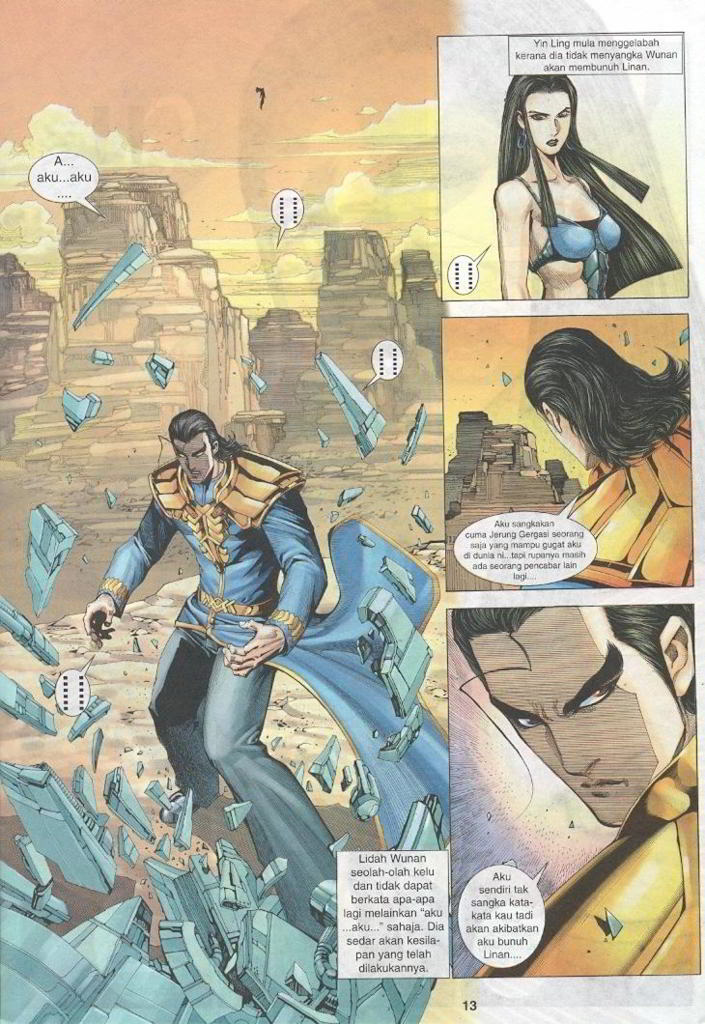 A...
aku...aku
....
Yin Ling mula menggelabah
kerana dia tidak menyangka Wunan
akan membunuh Linan.
Aku sangkakan
cuma Jerung Gergasi seorang
saja yang mampu gugat aku
di dunia ni...tapi rupanya masih
ada seorang pencabar lain
lagi....
Lidah Wunan
seolah-olah kelu
dan tidak dapat
berkata apa-apa
lagi melainkan “aku
...aku...” sahaja. Dia
sedar akan kesila-
pan yang telah
dilakukannya.
Aku
sendiri tak
sangka kata-
kata kau tadi
akan akibatkan
aku bunuh
Linan....
13